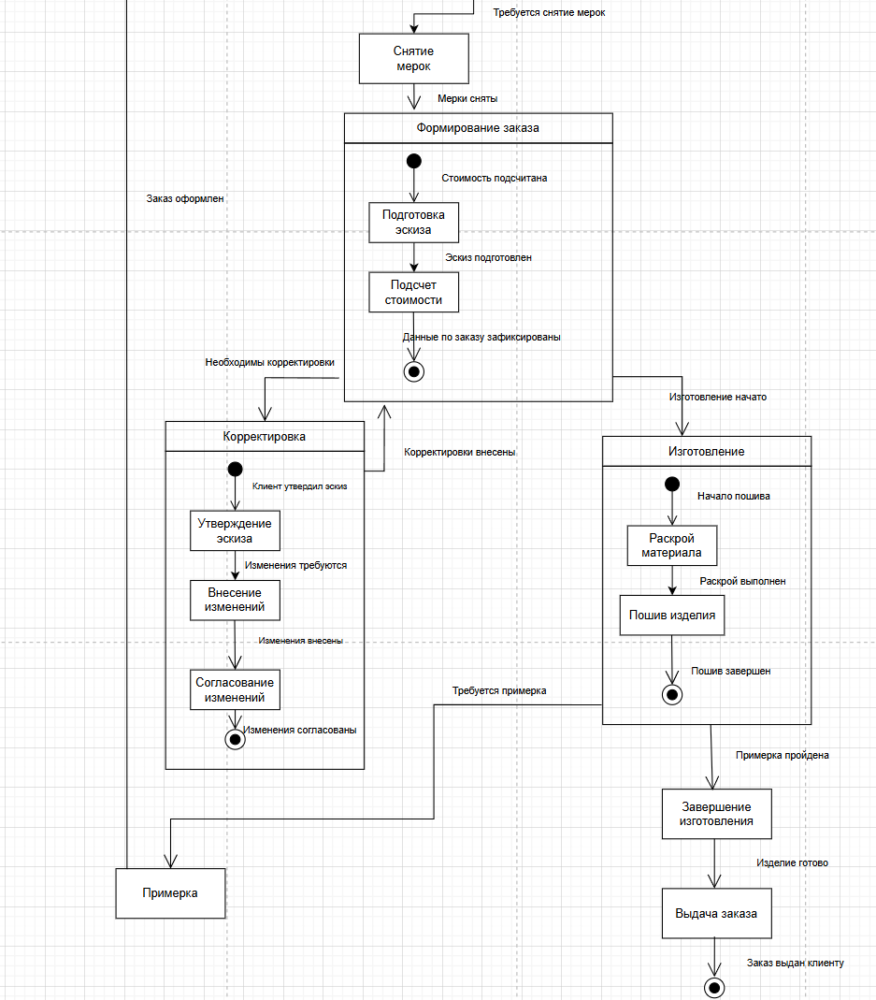 Требуется снятие мерок
Снятие
мерок
Мерки сняты
Формирование заказа
Стоимость подсчитана
Заказ оформлен
Подготовка
эскиза
Эскиз подготовлен
Подсчет
стоимости
Данные по заказу зафиксированы
Необходимы корректировки
Изготовление начато
Корректировка
Корректировки внесены
Изготовление
Клиент утвердил эскиз
Начало пошива
Утверждение
эскиза
Раскрой
материала
Изменения требуются
Раскрой выполнен
Внесение
изменений
Пошив изделия
Изменения внесены
Пошив завершен
Согласование
изменений
Требуется примерка
Изменения согласованы
Примерка пройдена
Завершение
изготовления
Изделие готово
Примерка
Выдача заказа
Заказ выдан клиенту